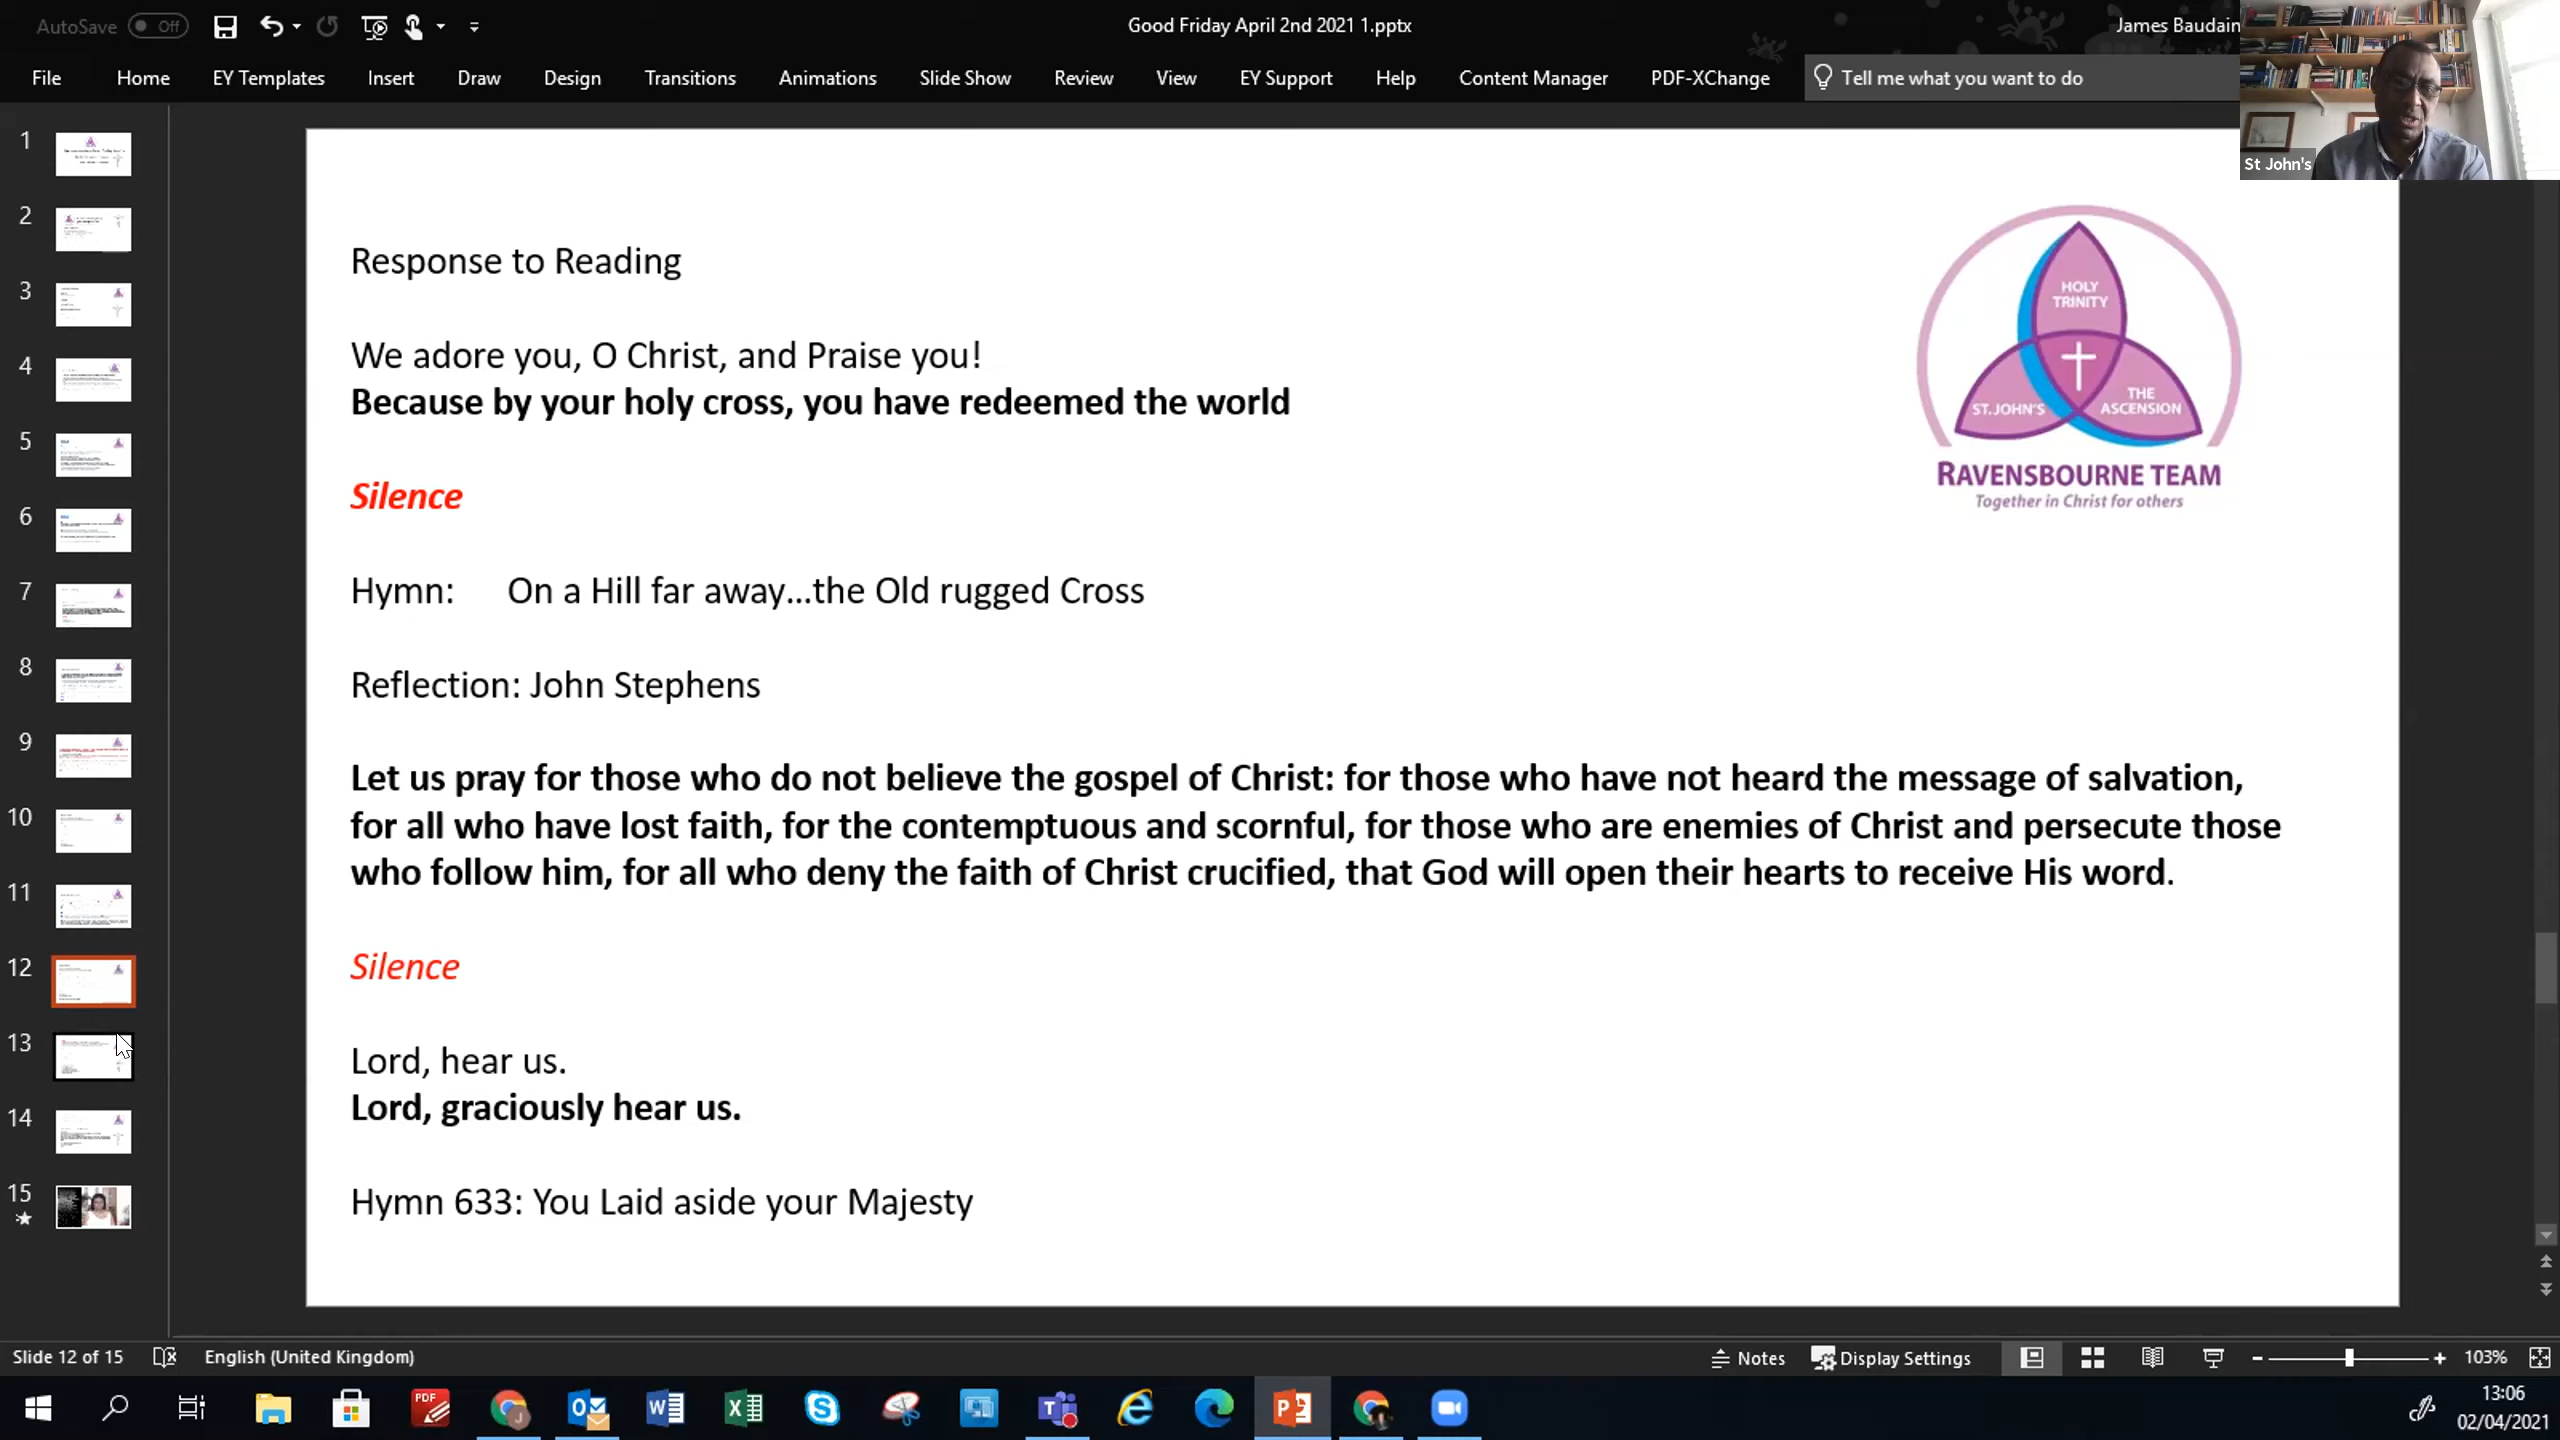 AutoSave Off
Good Friday April 2nd 2021 1.pptx
James Baudain
File Home EY Templates Insert Draw Design Transitions Animations Slide Show Review View EY Support Help Content Manager PDF-XChange Tell me what you want to do
St John's
1
2
3
4
5
6
7
8
9
10
11
12
13
14
15
Response to Reading
We adore you, O Christ, and Praise you!
Because by your holy cross, you have redeemed the world
Silence
Hymn: On a Hill far away...the Old rugged Cross
Reflection: John Stephens
Let us pray for those who do not believe the gospel of Christ: for those who have not heard the message of salvation,
for all who have lost faith, for the contemptuous and scornful, for those who are enemies of Christ and persecute those
who follow him, for all who deny the faith of Christ crucified, that God will open their hearts to receive His word.
Silence
Lord, hear us.
Lord, graciously hear us.
Hymn 633: You Laid aside your Majesty
HOLY
TRINITY
ST. JOHN'S
THE
ASCENSION
RAVENSBOURNE TEAM
Together in Christ for others
Slide 12 of 15 English (United Kingdom) Notes Display Settings 103%
PDF
13:06
02/04/2021